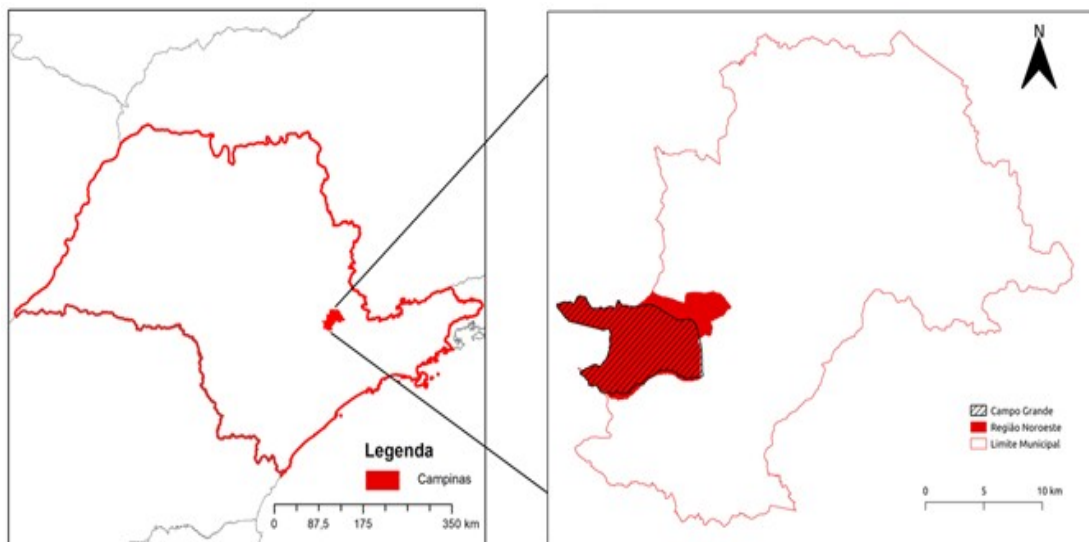 Legenda
Campinas
0 87,5 175 350 km
N
Campo Grande
Região Noroeste
Limite Municipal
0 5 10 km